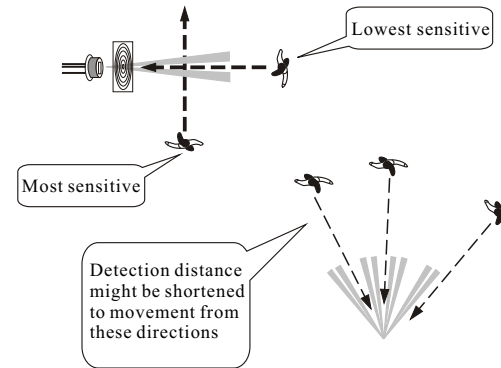 Lowest sensitive
Most sensitive
Detection distance
might be shortened
to movement from
these directions